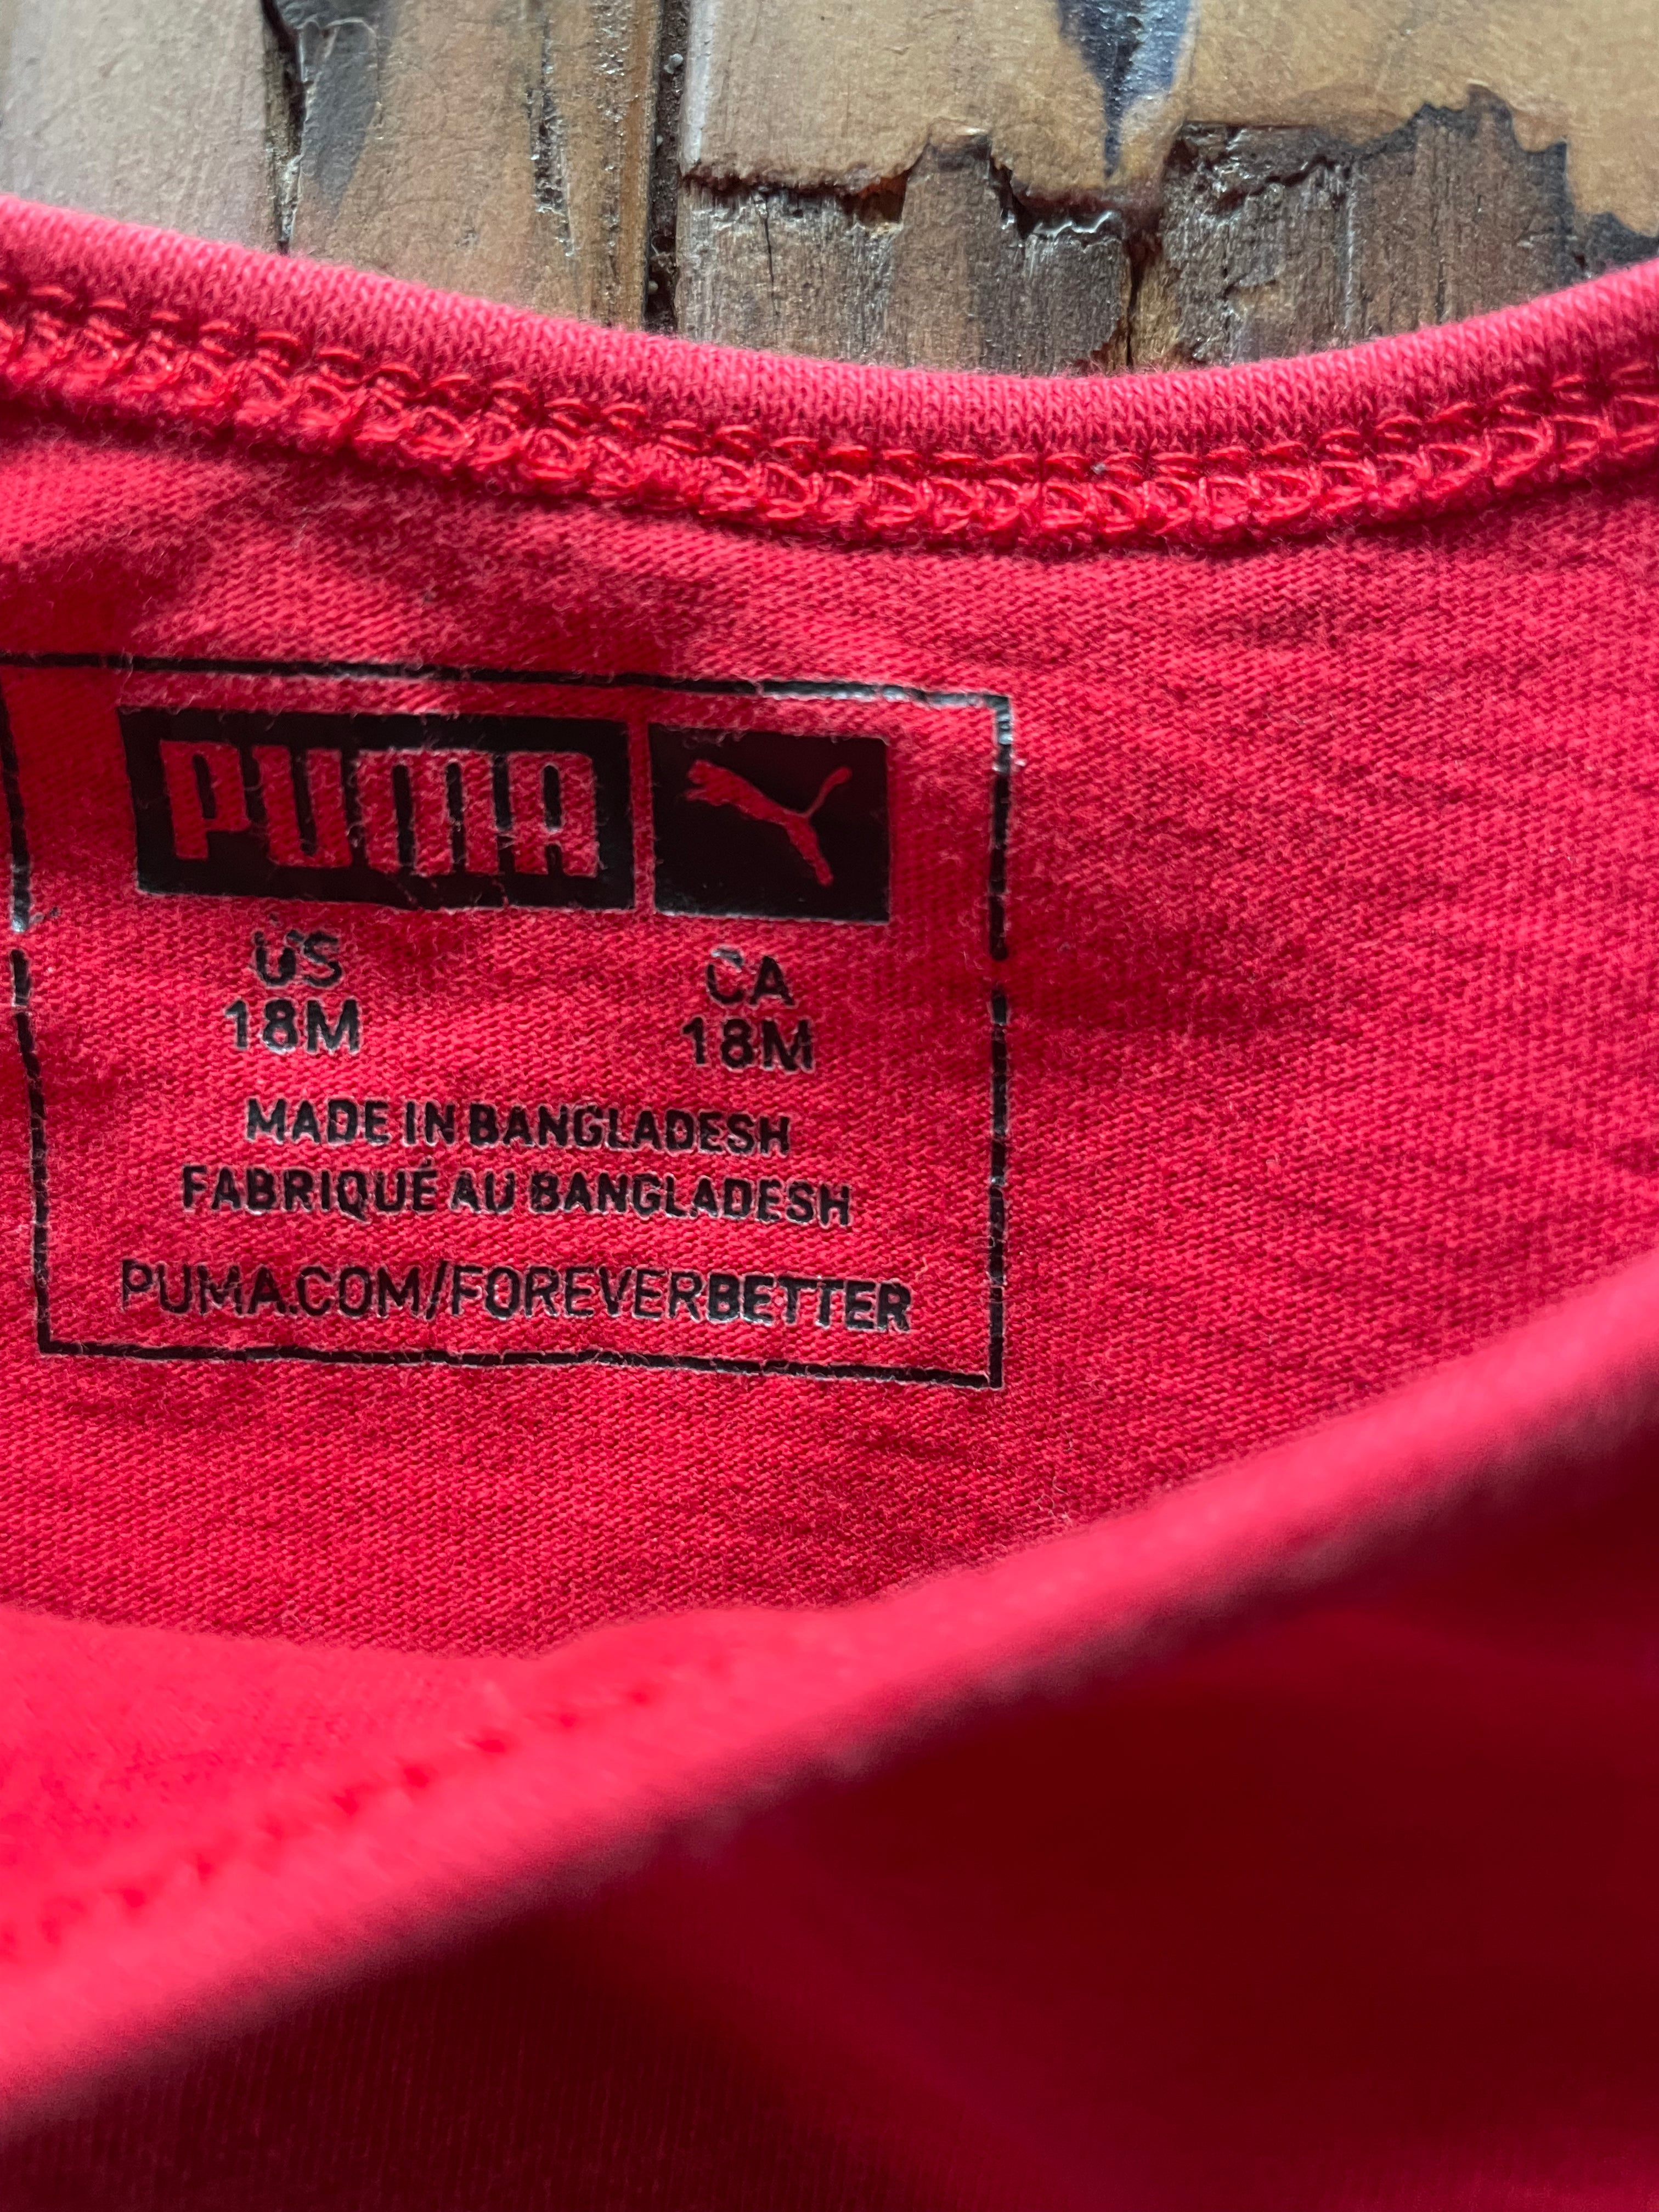 PUMA
US CA
18M 18M
MADE IN BANGLADESH
FABRIQUÉ AU BANGLADESH
PUMA.COM/FOREVERBETTER